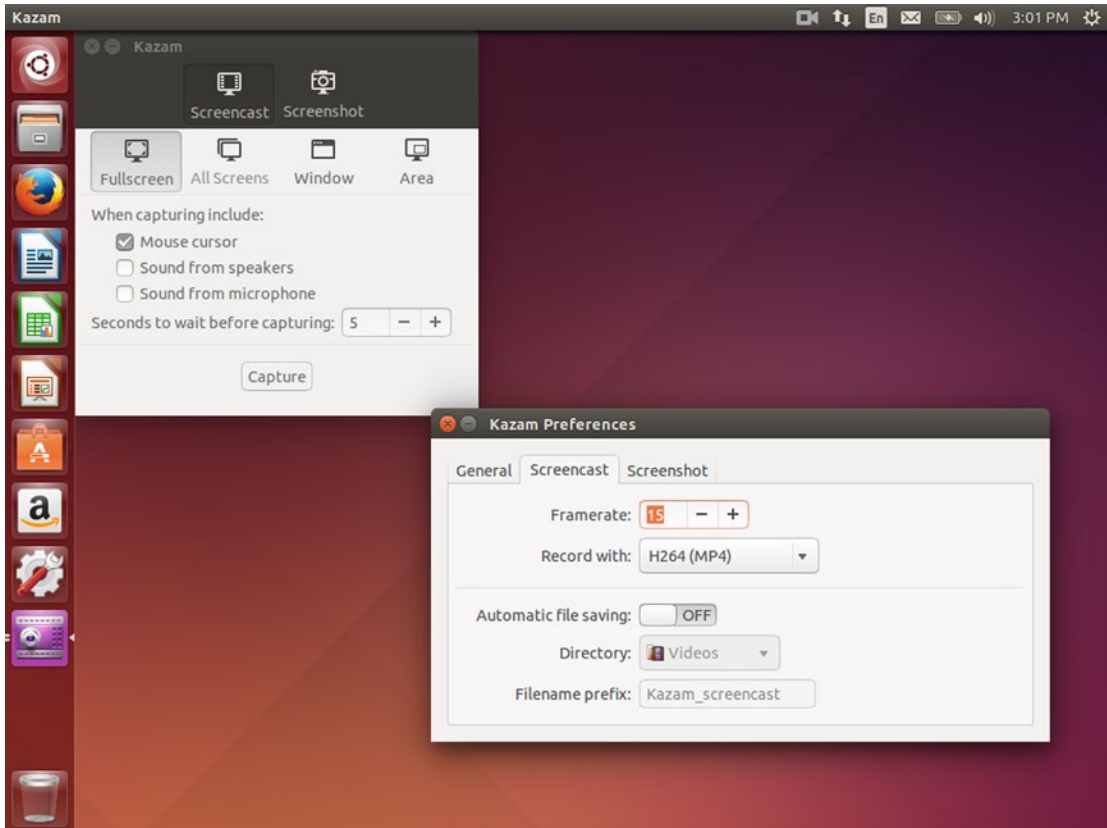 Kazam
En
3:01 PM
Kazam
Screencast Screenshot
Fullscreen All Screens Window Area
When capturing include:
Mouse cursor
Sound from speakers
Sound from microphone
Seconds to wait before capturing: 5 − +
Capture
Kazam Preferences
General Screencast Screenshot
Framerate: 15 − +
Record with: H264 (MP4)
Automatic file saving: OFF
Directory: Videos
Filename prefix: Kazam_screencast
A
a